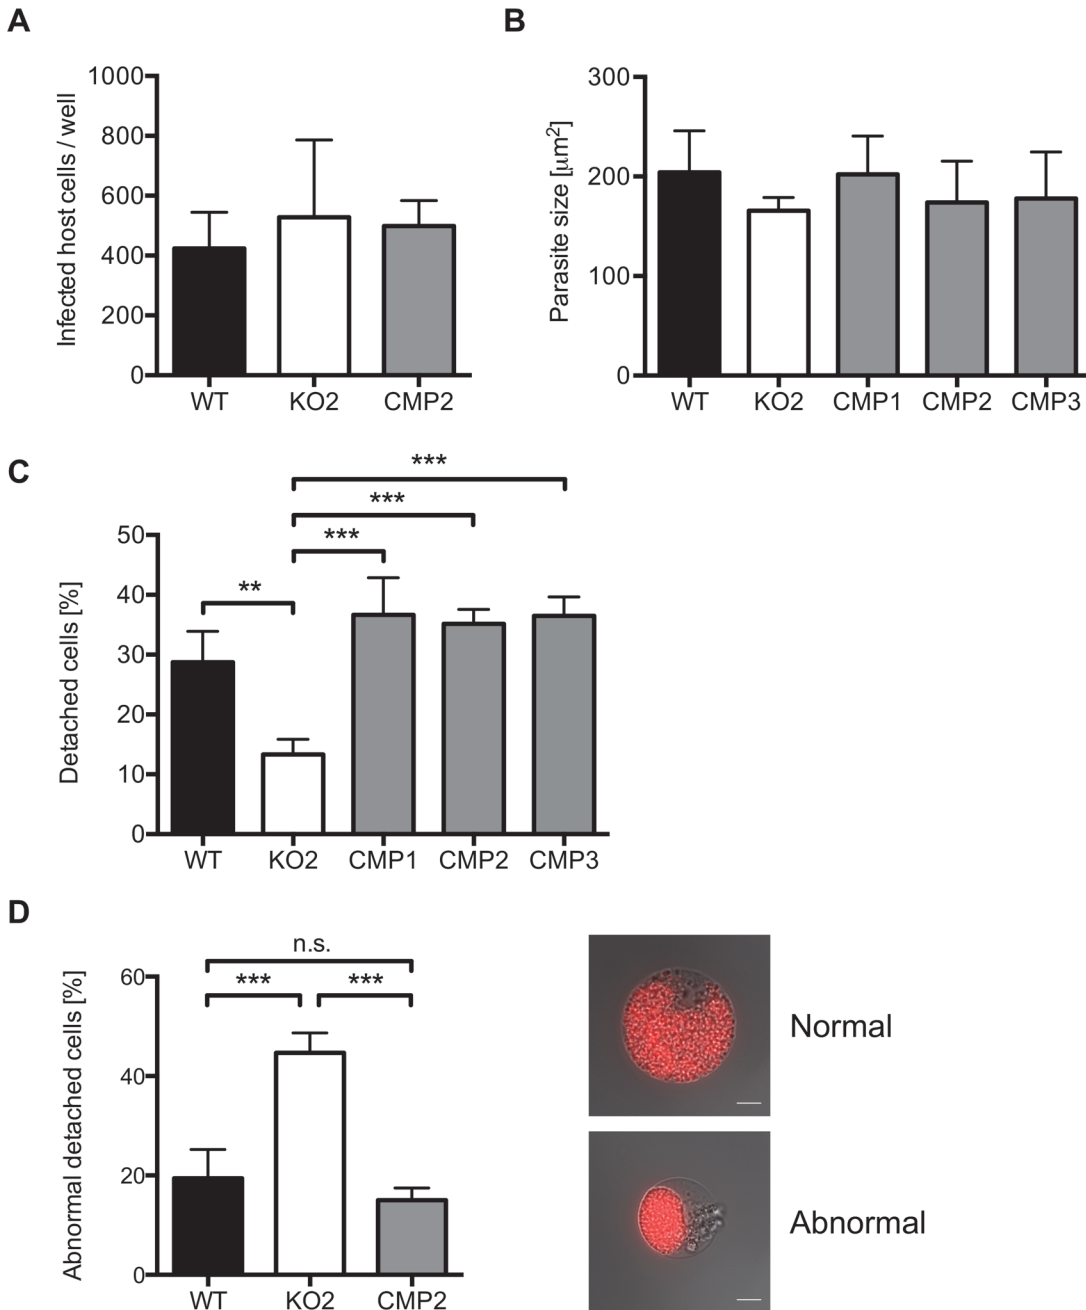 A
Infected host cells / well
1000
800
600
400
200
0
WT KO2 CMP2
B
Parasite size [μm²]
300
200
100
0
WT KO2 CMP1 CMP2 CMP3
C
***
***
***
**
Detached cells [%]
50
40
30
20
10
0
WT KO2 CMP1 CMP2 CMP3
D
n.s.
*** ***
Abnormal detached cells [%]
60
40
20
0
WT KO2 CMP2
Normal
Abnormal